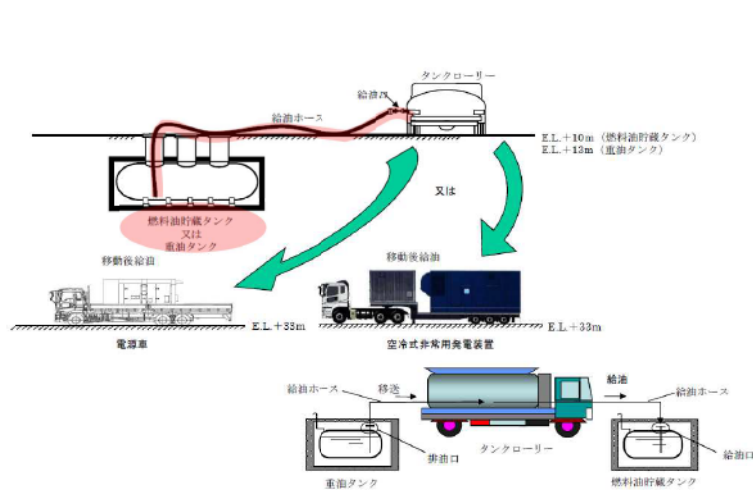 タンクローリー
給油口
給油ホース
E.L.+10m（燃料油貯蔵タンク）
E.L.+13m（重油タンク）
又は
燃料油貯蔵タンク
又は
重油タンク
移動後給油
移動後給油
E.L.+33m
E.L.+33m
電源車
空冷式非常用発電装置
給油ホース
移送
給油
給油ホース
排油口
タンクローリー
給油口
重油タンク
燃料油貯蔵タンク